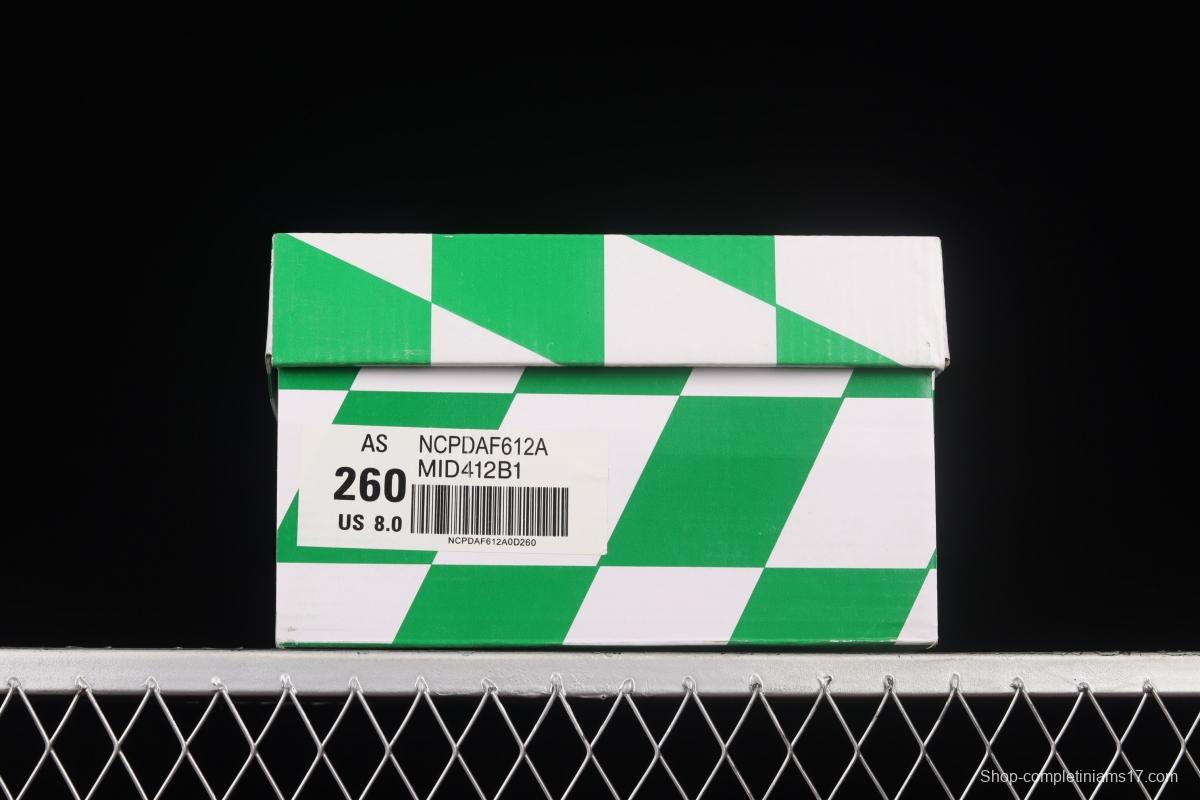 AS
NCPDAF612A
MID412B1
260
US 8.0
NCPDAF612A0D260
Shop-completiniams17.com